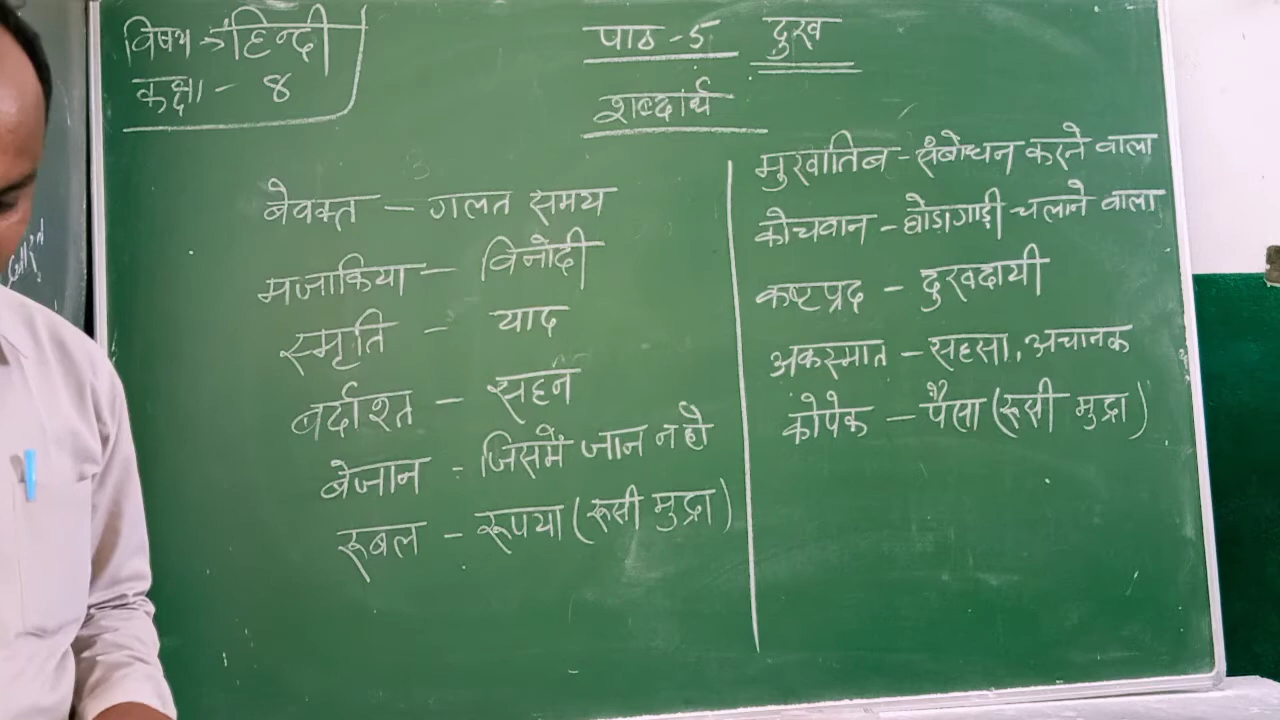 विषय → हिन्दी
कक्षा - 8
पाठ - 5 दुख
शब्दार्थ
बेवक्त - गलत समय
मजाकिया - विनोदी
स्मृति - याद
बर्दाश्त - सहन
बेजान - जिसमें जान न हो
रूबल - रूपया (रूसी मुद्रा)
मुखातिब - संबोधन करने वाला
कोचवान - घोड़ागाड़ी चलाने वाला
कष्टप्रद - दुखदायी
अकस्मात - सहसा, अचानक
कोपेक - पैसा (रूसी मुद्रा)